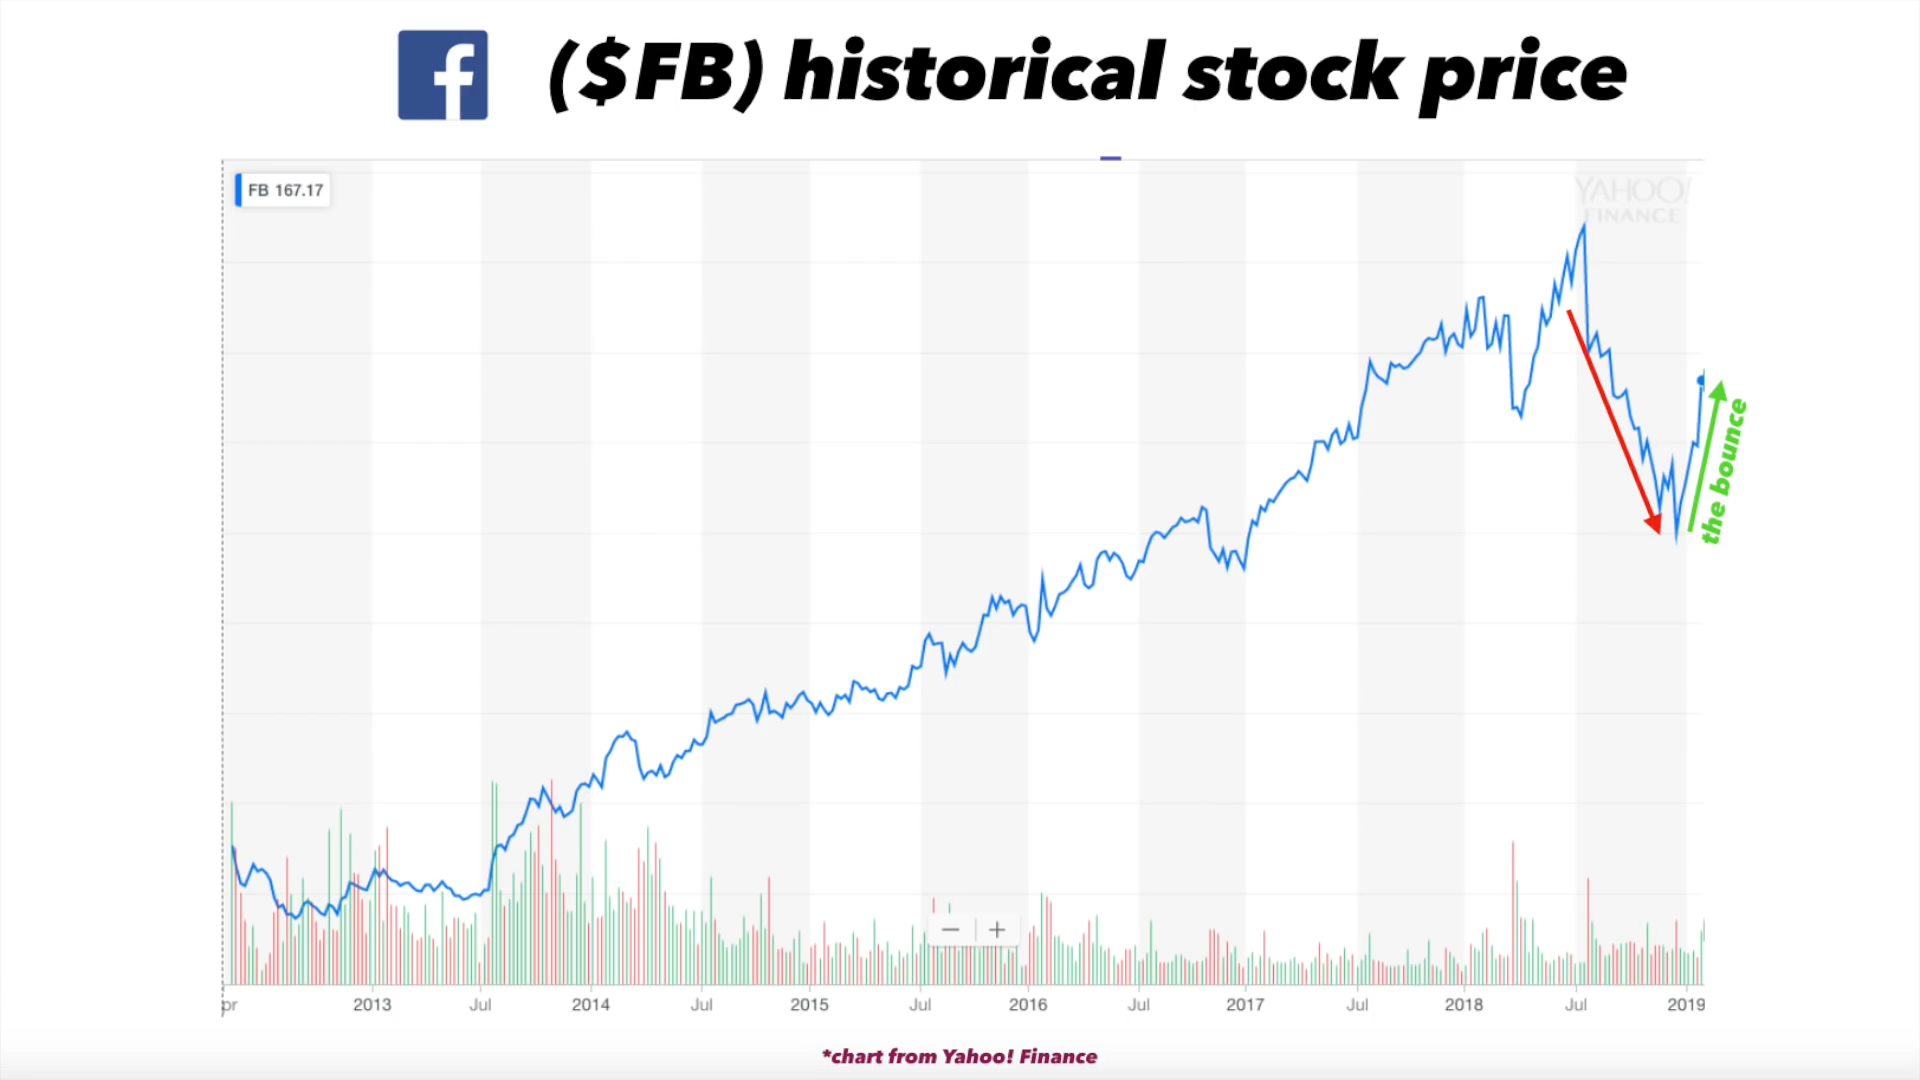 f ($FB) historical stock price
FB 167.17
YAHOO!
FINANCE
the bounce
− +
pr 2013 Jul 2014 Jul 2015 Jul 2016 Jul 2017 Jul 2018 Jul 2019
*chart from Yahoo! Finance